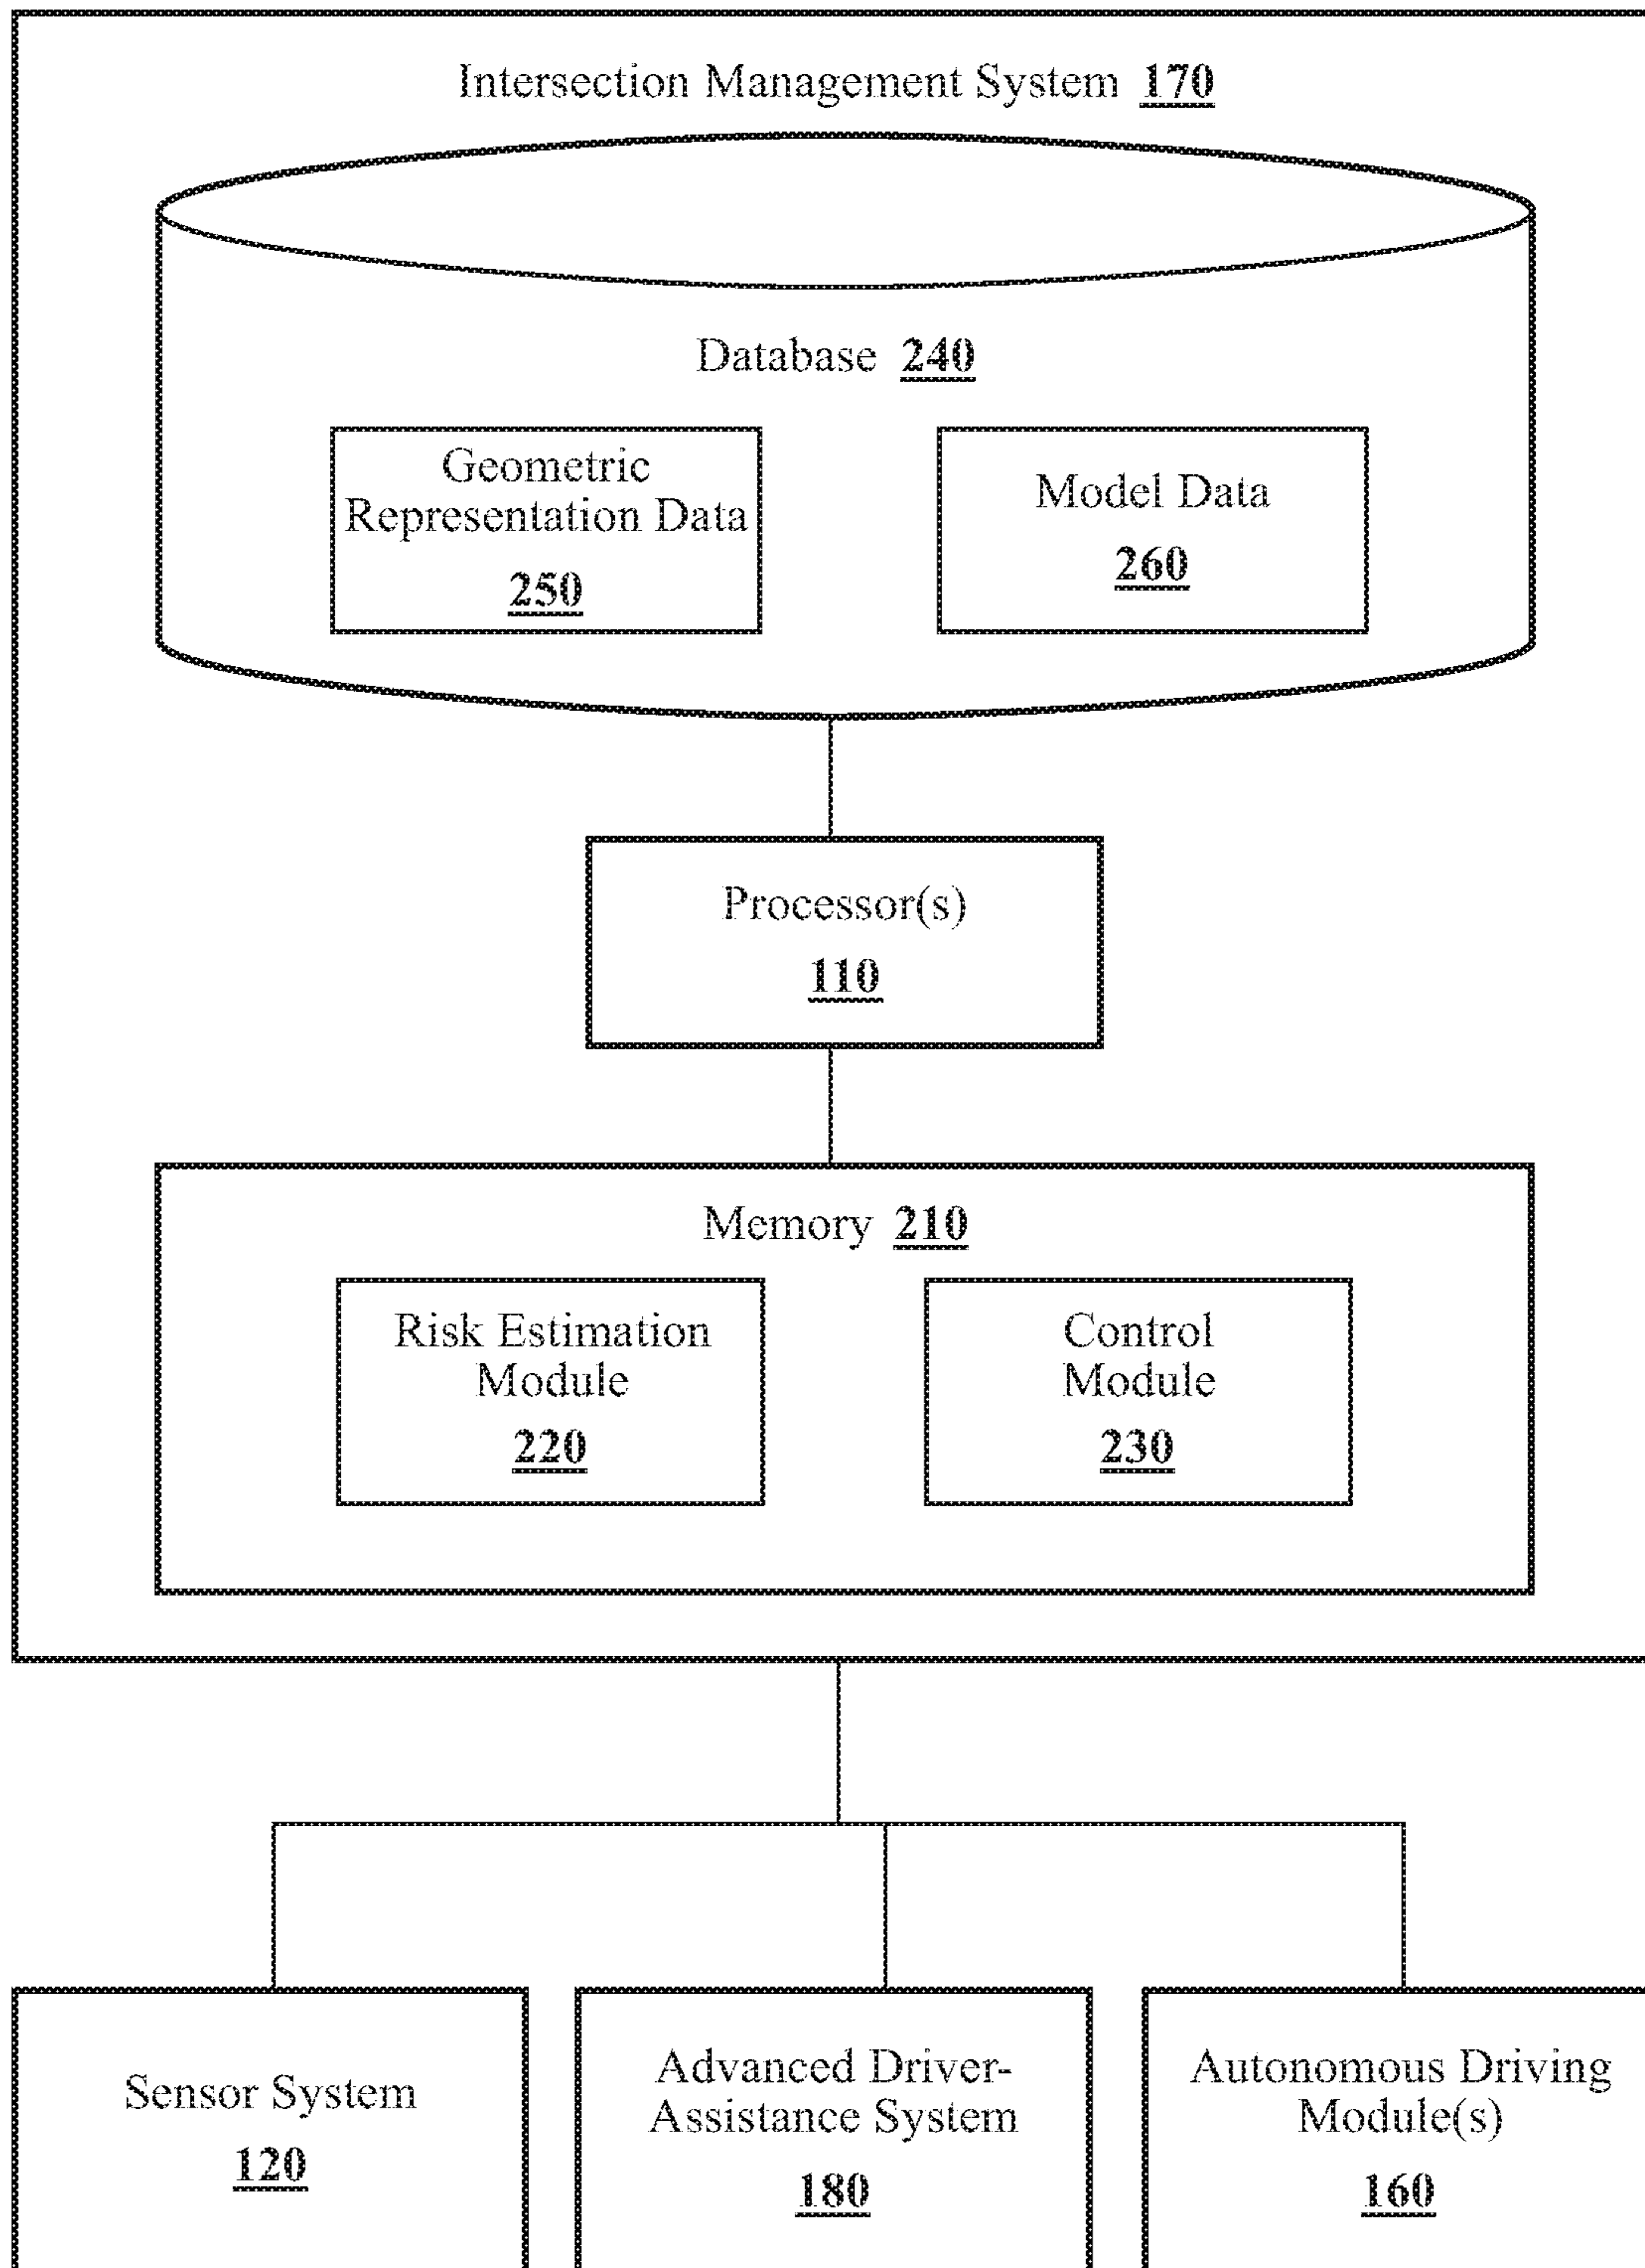 Intersection Management System 170
Database 240
Geometric
Representation Data
250
Model Data
260
Processor(s)
110
Memory 210
Risk Estimation
Module
220
Control
Module
230
Sensor System
120
Advanced Driver-
Assistance System
180
Autonomous Driving
Module(s)
160